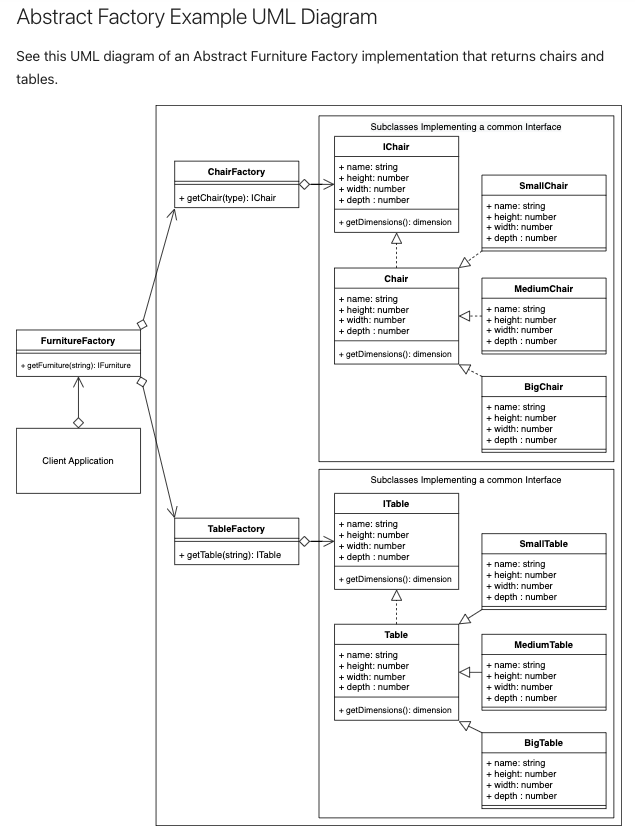 Abstract Factory Example UML Diagram
See this UML diagram of an Abstract Furniture Factory implementation that returns chairs and
tables.
Subclasses Implementing a common Interface
IChair
+ name: string
+ height: number
+ width: number
+ depth : number
+ getDimensions(): dimension
ChairFactory
+ getChair(type): IChair
SmallChair
+ name: string
+ height: number
+ width: number
+ depth : number
Chair
+ name: string
+ height: number
+ width: number
+ depth : number
+ getDimensions(): dimension
MediumChair
+ name: string
+ height: number
+ width: number
+ depth : number
FurnitureFactory
+ getFurniture(string): IFurniture
BigChair
+ name: string
+ height: number
+ width: number
+ depth : number
Client Application
Subclasses Implementing a common Interface
ITable
+ name: string
+ height: number
+ width: number
+ depth : number
+ getDimensions(): dimension
TableFactory
+ getTable(string): ITable
SmallTable
+ name: string
+ height: number
+ width: number
+ depth : number
Table
+ name: string
+ height: number
+ width: number
+ depth : number
+ getDimensions(): dimension
MediumTable
+ name: string
+ height: number
+ width: number
+ depth : number
BigTable
+ name: string
+ height: number
+ width: number
+ depth : number